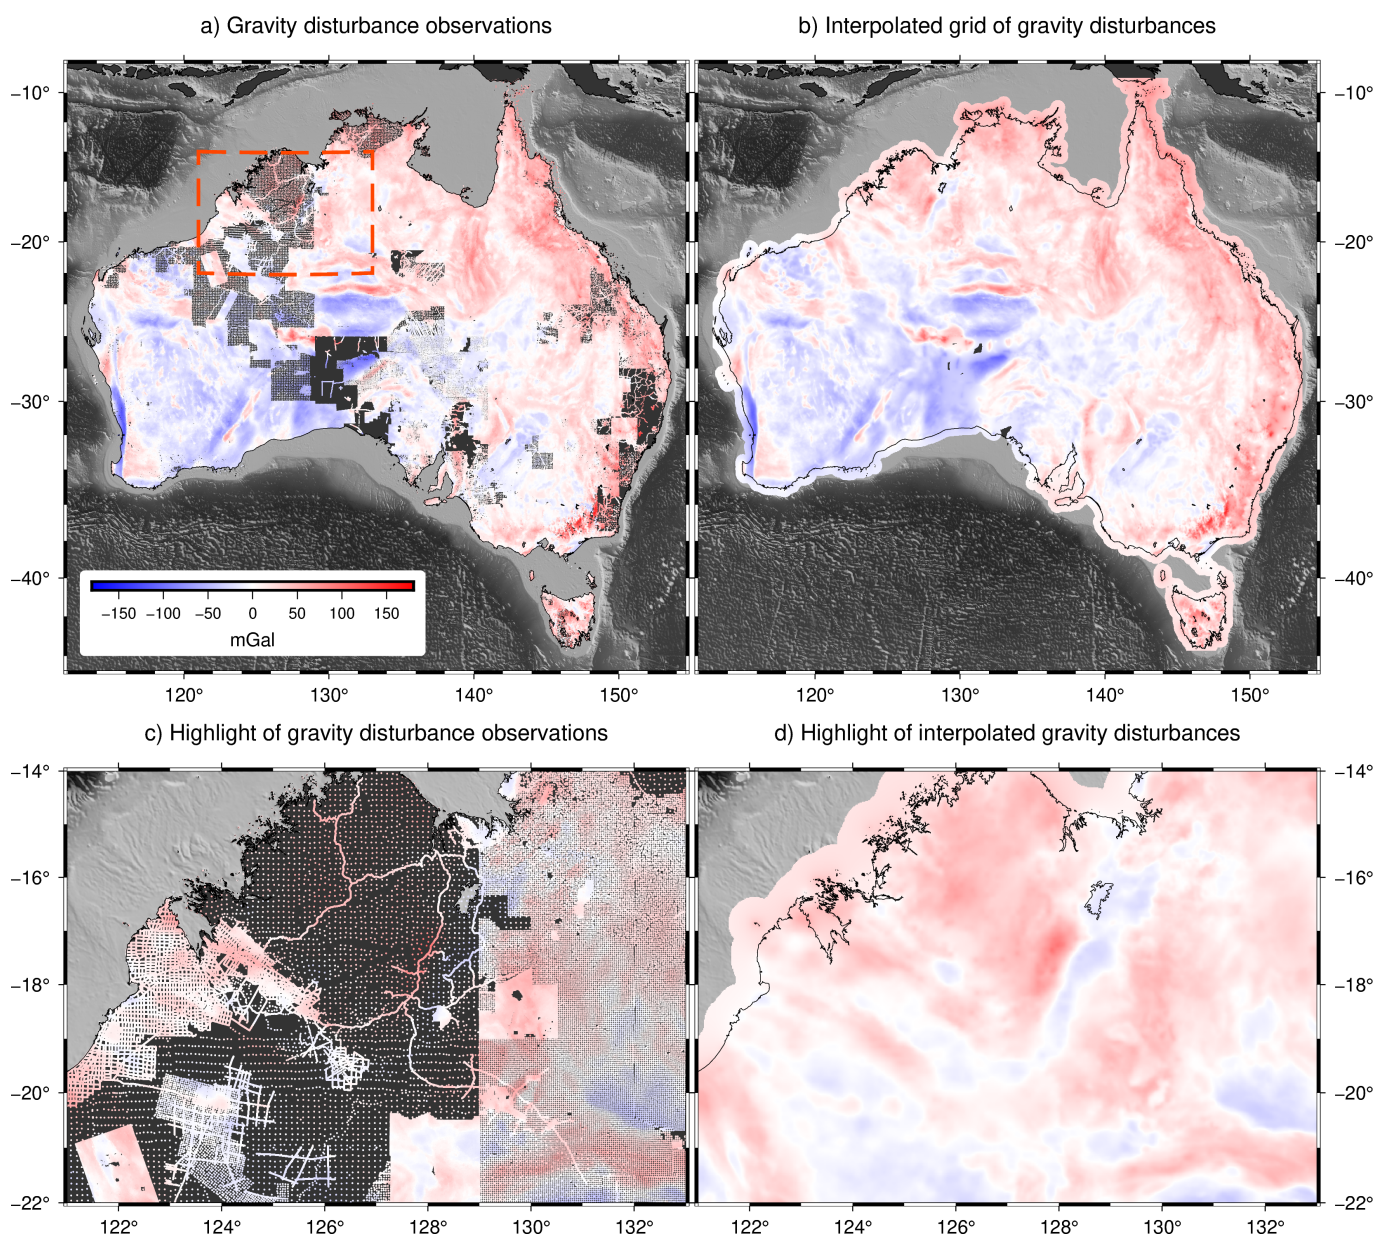 a) Gravity disturbance observations
b) Interpolated grid of gravity disturbances
−10° −10°
−20° −20°
−30° −30°
−40° −40°
−150 −100 −50 0 50 100 150
mGal
120° 130° 140° 150° 120° 130° 140° 150°
c) Highlight of gravity disturbance observations
d) Highlight of interpolated gravity disturbances
−14° −14°
−16° −16°
−18° −18°
−20° −20°
−22° −22°
122° 124° 126° 128° 130° 132° 122° 124° 126° 128° 130° 132°